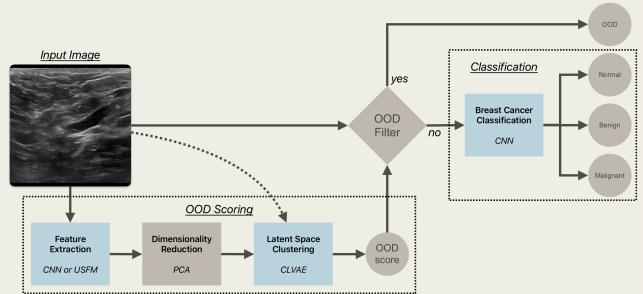 Input Image
OOD
yes
Classification
Normal
OOD
Filter
no
Breast Cancer
Classification
CNN
Benign
Malignant
OOD Scoring
Feature
Extraction
CNN or USFM
Dimensionality
Reduction
PCA
Latent Space
Clustering
CLVAE
OOD
score